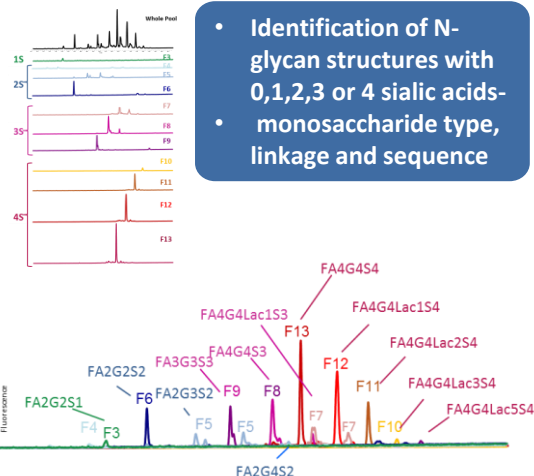 Whole Pool
• Identification of N-
glycan structures with
0,1,2,3 or 4 sialic acids-
• monosaccharide type,
linkage and sequence
1S
F3
F4
2S
F5
F6
3S
F7
F8
F9
4S
F10
F11
F12
F13
FA4G4S4
FA4G4Lac1S3
FA4G4Lac1S4
F13
FA4G4S3
FA4G4Lac2S4
FA3G3S3
F12
FA2G2S2
FA4G4Lac3S4
FA2G3S2
F9
F8
F11
FA2G2S1
F6
FA4G4Lac5S4
F7
F10
F4
F3
F5
F5
F7
Fluorescence
FA2G4S2